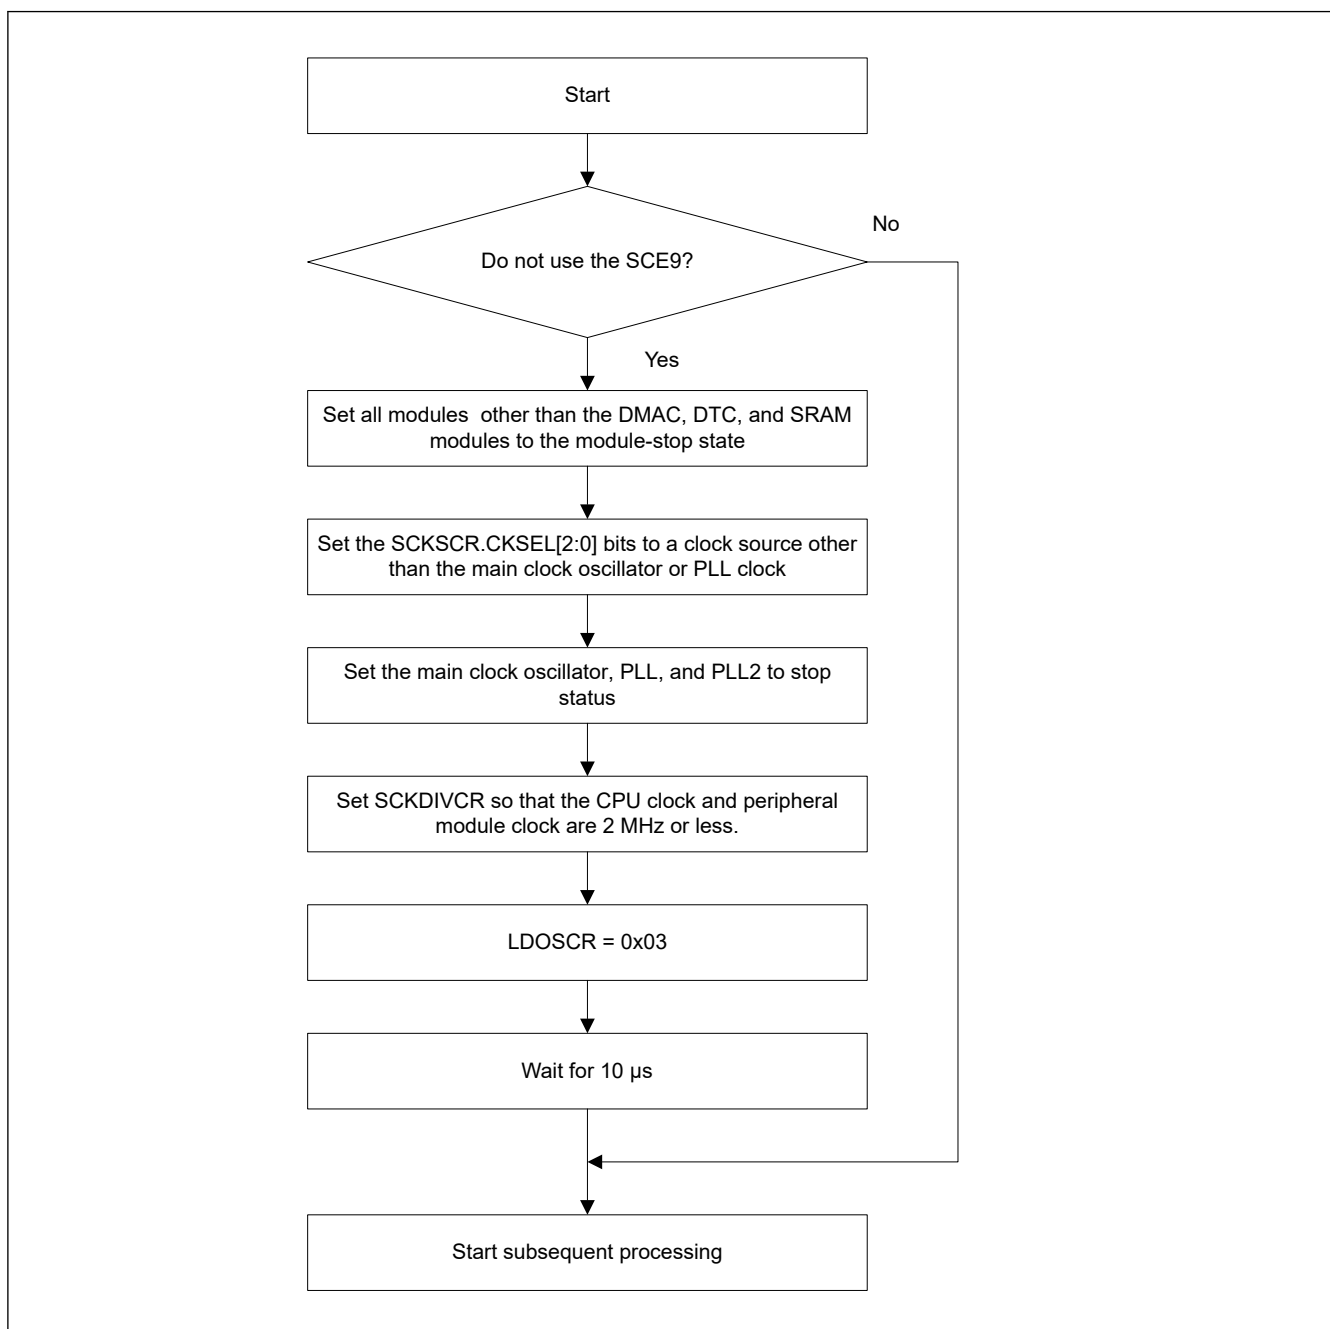 Start
No
Do not use the SCE9?
Yes
Set all modules  other than the DMAC, DTC, and SRAM
modules to the module-stop state
Set the SCKSCR.CKSEL[2:0] bits to a clock source other
than the main clock oscillator or PLL clock
Set the main clock oscillator, PLL, and PLL2 to stop
status
Set SCKDIVCR so that the CPU clock and peripheral
module clock are 2 MHz or less.
LDOSCR = 0x03
Wait for 10 µs
Start subsequent processing